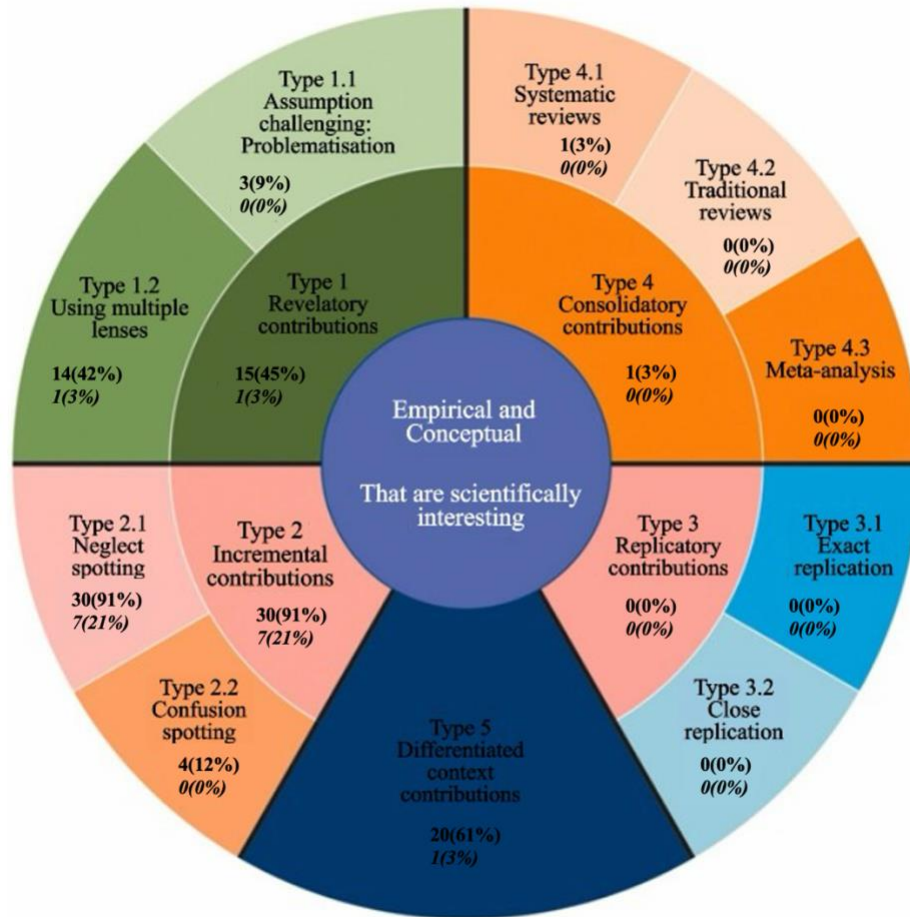 Type 1.1
Assumption
challenging:
Problematisation
3(9%)
0(0%)
Type 4.1
Systematic
reviews
1(3%)
0(0%)
Type 4.2
Traditional
reviews
0(0%)
0(0%)
Type 1.2
Using multiple
lenses
14(42%)
1(3%)
Type 1
Revelatory
contributions
15(45%)
1(3%)
Type 4
Consolidatory
contributions
1(3%)
0(0%)
Type 4.3
Meta-analysis
0(0%)
0(0%)
Empirical and
Conceptual
That are scientifically
interesting
Type 2.1
Neglect
spotting
30(91%)
7(21%)
Type 2
Incremental
contributions
30(91%)
7(21%)
Type 3
Replicatory
contributions
0(0%)
0(0%)
Type 3.1
Exact
replication
0(0%)
0(0%)
Type 2.2
Confusion
spotting
4(12%)
0(0%)
Type 5
Differentiated
context
contributions
20(61%)
1(3%)
Type 3.2
Close
replication
0(0%)
0(0%)